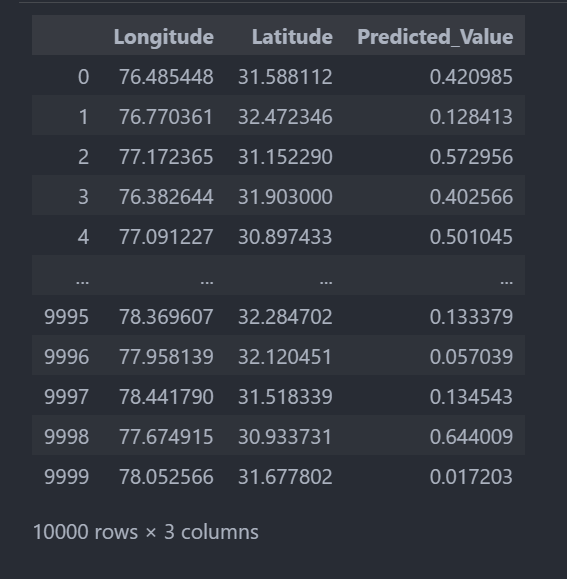 Longitude Latitude Predicted_Value
0 76.485448 31.588112 0.420985
1 76.770361 32.472346 0.128413
2 77.172365 31.152290 0.572956
3 76.382644 31.903000 0.402566
4 77.091227 30.897433 0.501045
... ... ... ...
9995 78.369607 32.284702 0.133379
9996 77.958139 32.120451 0.057039
9997 78.441790 31.518339 0.134543
9998 77.674915 30.933731 0.644009
9999 78.052566 31.677802 0.017203
10000 rows × 3 columns